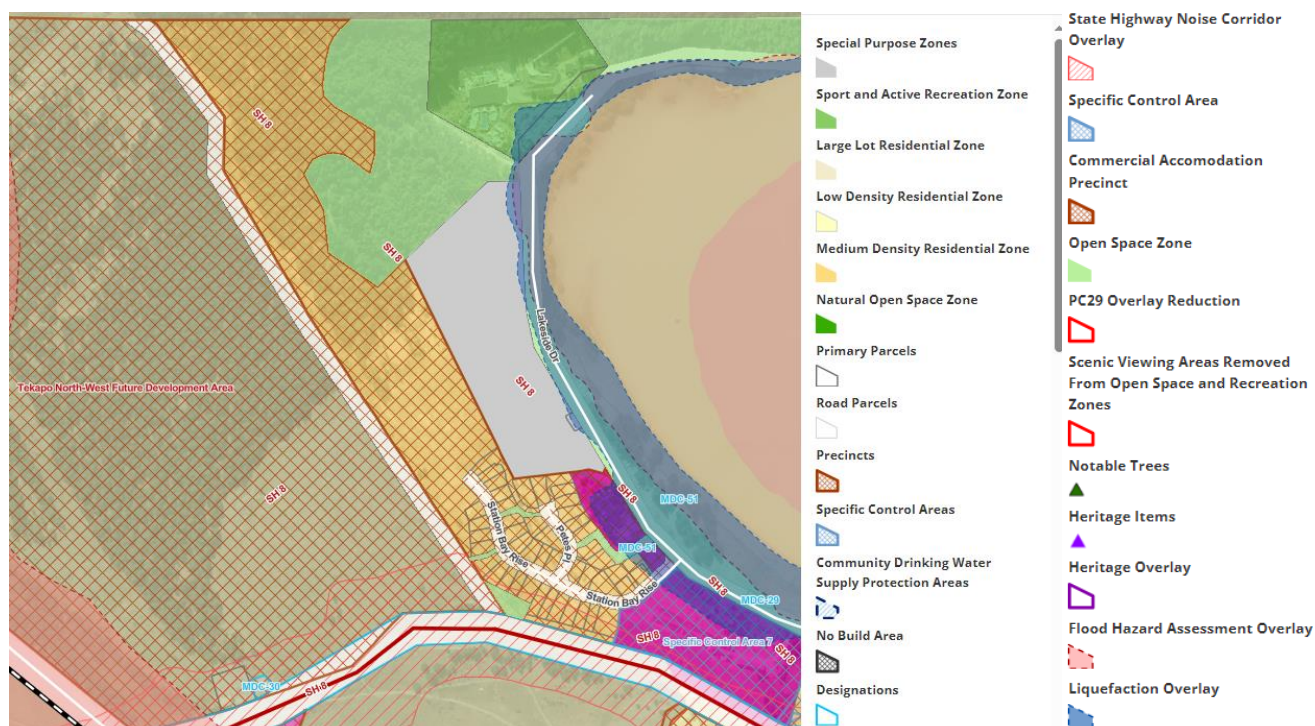 SH 8
SH 8
Lakeside Dr
SH 8
Tekapo North-West Future Development Area
SH 8
SH 8
MDC-51
Station Bay Rise
Petes Pl
MDC-51
Station Bay Rise
SH 8
MDC-29
SH 8
Specific Control Area 7
SH 8
MDC-30
SH 8
Special Purpose Zones
Sport and Active Recreation Zone
Large Lot Residential Zone
Low Density Residential Zone
Medium Density Residential Zone
Natural Open Space Zone
Primary Parcels
Road Parcels
Precincts
Specific Control Areas
Community Drinking Water
Supply Protection Areas
No Build Area
Designations
State Highway Noise Corridor
Overlay
Specific Control Area
Commercial Accomodation
Precinct
Open Space Zone
PC29 Overlay Reduction
Scenic Viewing Areas Removed
From Open Space and Recreation
Zones
Notable Trees
Heritage Items
Heritage Overlay
Flood Hazard Assessment Overlay
Liquefaction Overlay